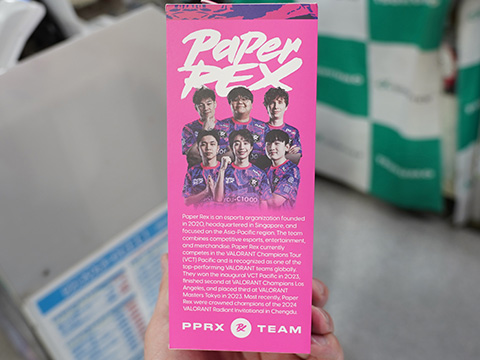 Paper
REX
Paper Rex is an esports organization founded
in 2020, headquartered in Singapore, and
focused on the Asia-Pacific region. The team
combines competitive esports, entertainment,
and merchandise. Paper Rex currently
competes in the VALORANT Champions Tour
(VCT) Pacific and is recognized as one of the
top-performing VALORANT teams globally.
They won the inaugural VCT Pacific in 2023,
finished second at VALORANT Champions Los
Angeles, and placed third at VALORANT
Masters Tokyo in 2023. Most recently, Paper
Rex were crowned champions of the 2024
VALORANT Radiant Invitational in Chengdu.
PPRX TEAM